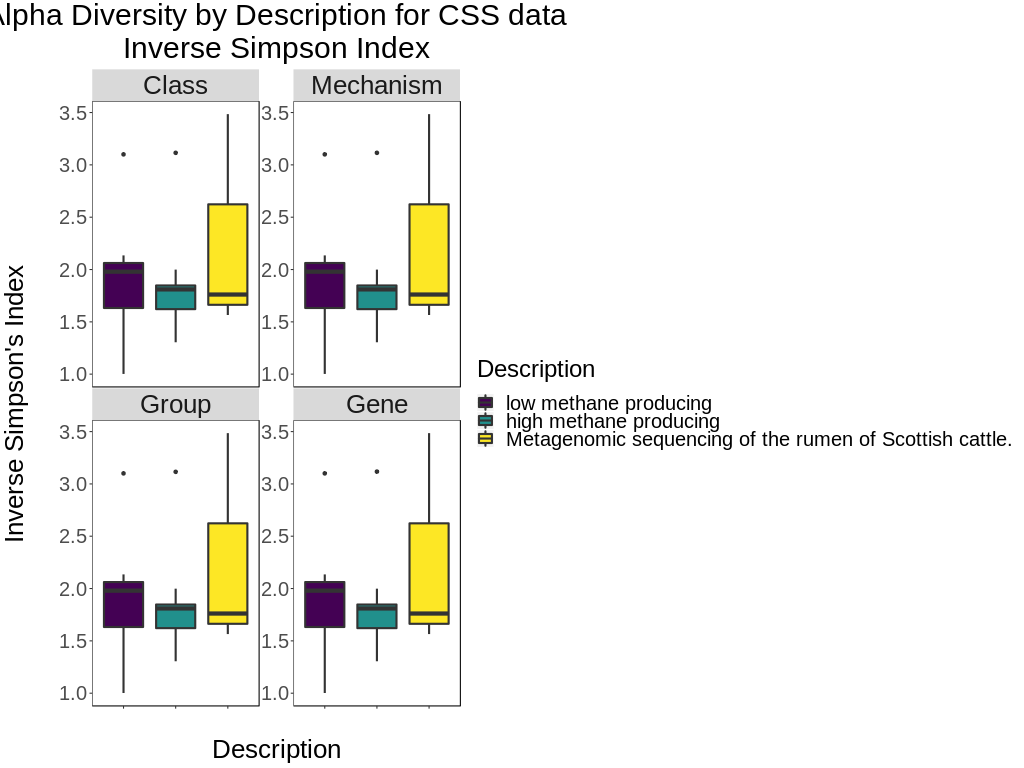 Alpha Diversity by Description for CSS data
Inverse Simpson Index
Class
Mechanism
3.5
3.0
2.5
2.0
1.5
1.0
3.5
3.0
2.5
2.0
1.5
1.0
Group
Gene
3.5
3.0
2.5
2.0
1.5
1.0
3.5
3.0
2.5
2.0
1.5
1.0
Inverse Simpson's Index
Description
Description
low methane producing
high methane producing
Metagenomic sequencing of the rumen of Scottish cattle.